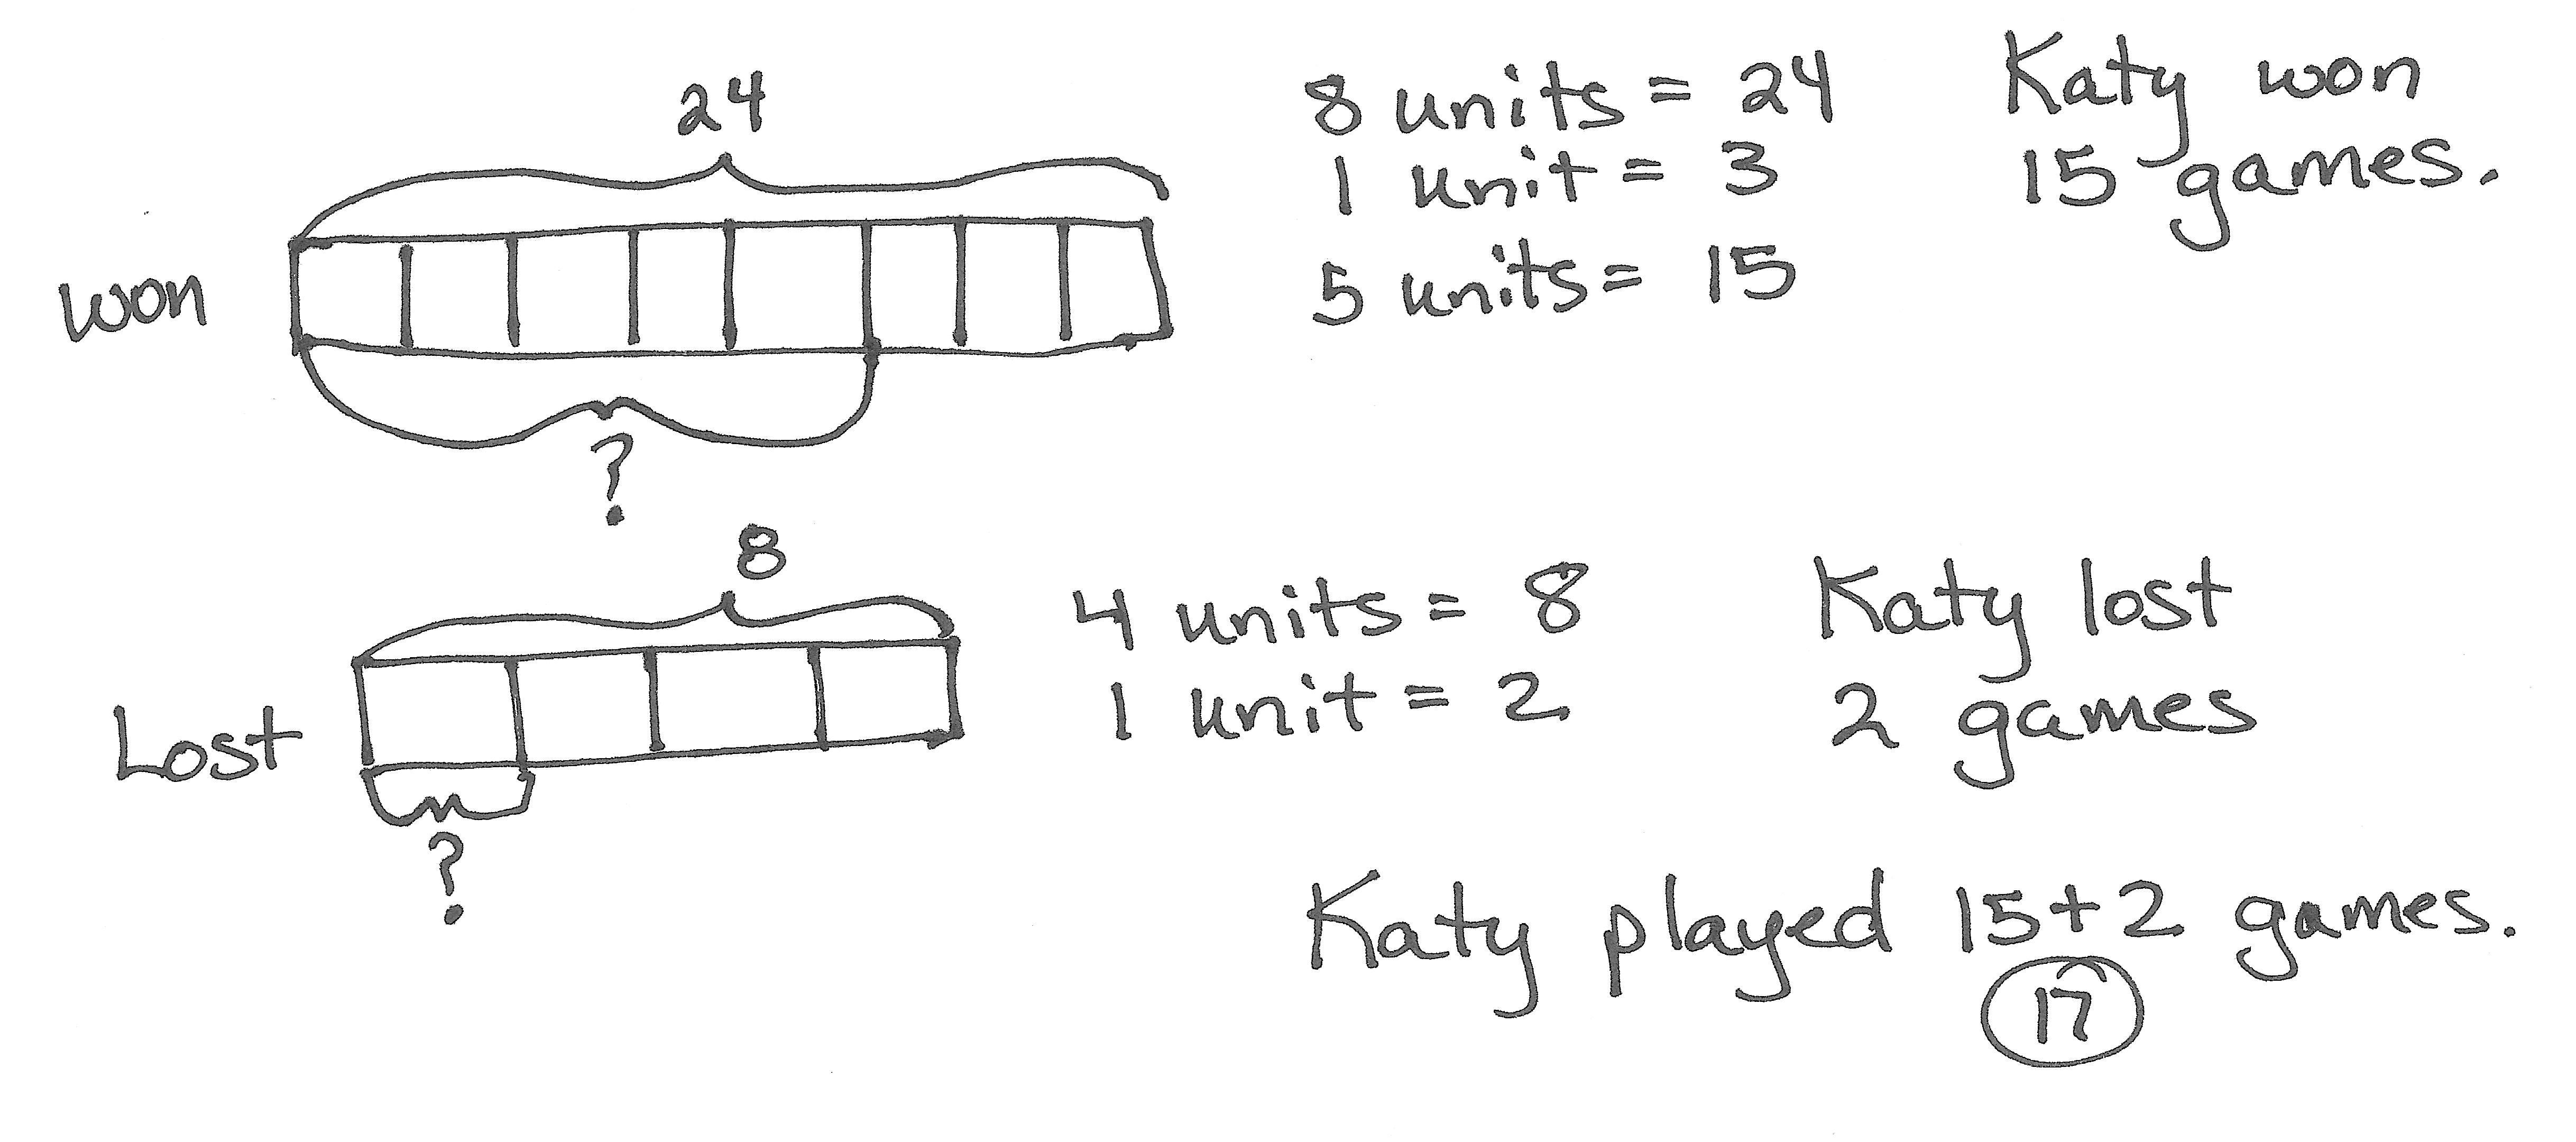 24
won
?
8 units = 24
1 unit = 3
5 units = 15
Katy won
15 games.
8
Lost
?
4 units = 8
1 unit = 2
Katy lost
2 games
Katy played 15+2 games.
17